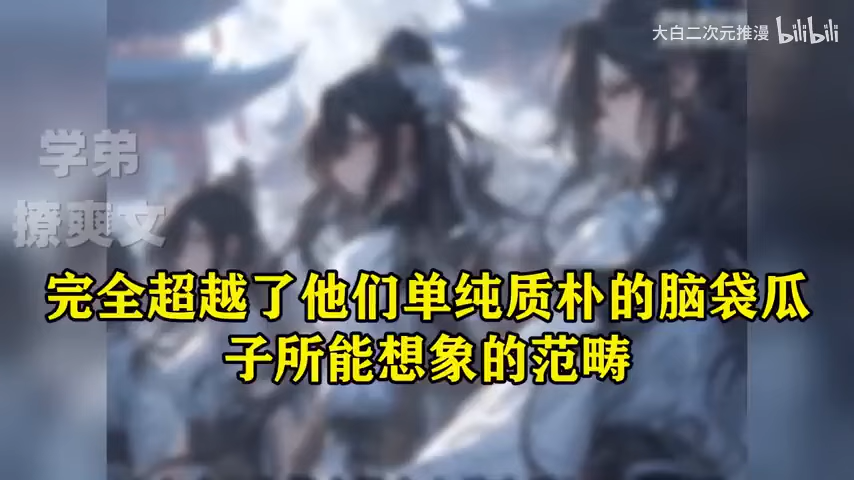 大白二次元推漫 bilibili
学弟
撩爽文
完全超越了他们单纯质朴的脑袋瓜
子所能想象的范畴